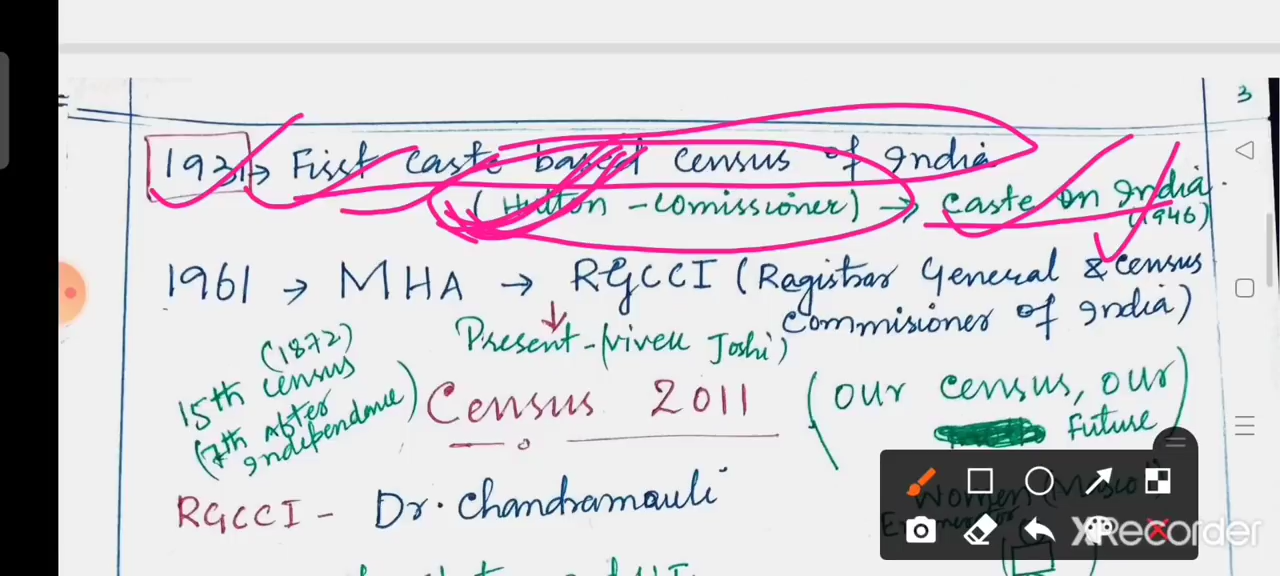 3
1931→ First caste based census of India
(Hutton - Comissioner) → Caste in India
(1946)
1961 → MHA → RGCCI (Ragistrar General & Census
Commisioner of India)
Present - (Vivek Joshi)
(1872)
15th census
(7th After
independence)
Census 2011
(our census, our
Future
RGCCI - Dr. Chandramauli
Women
XRecorder